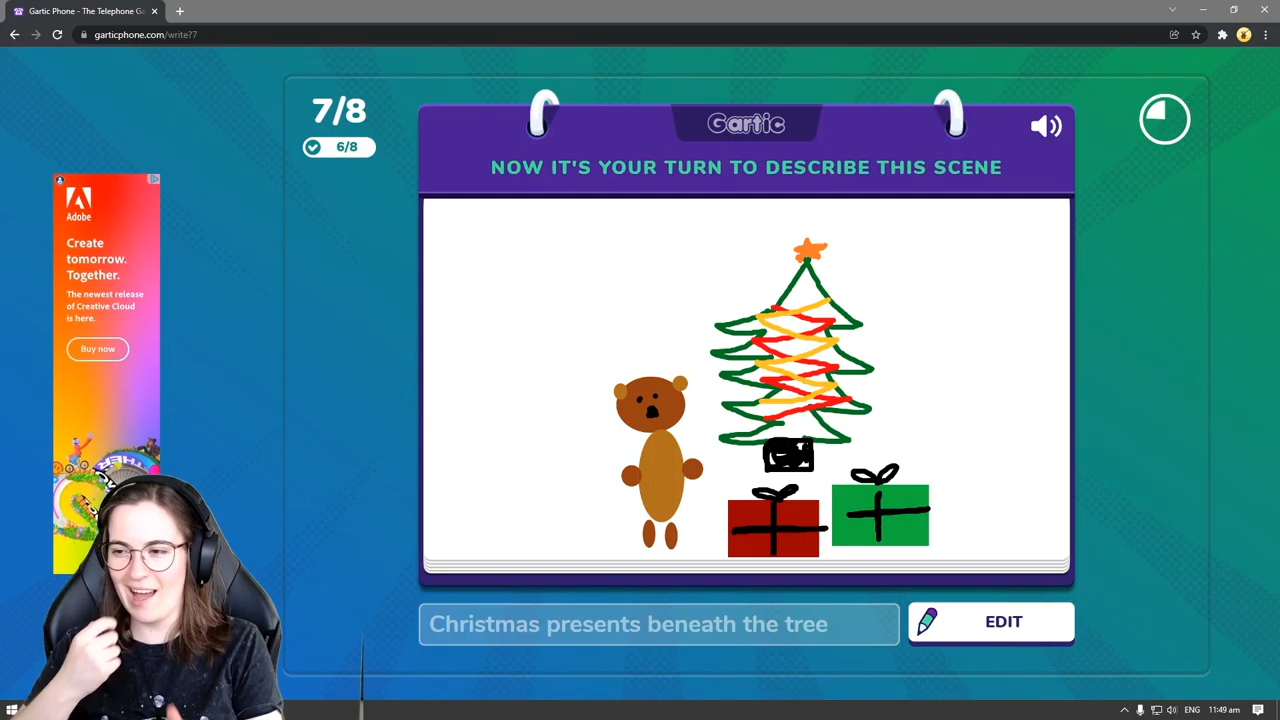 Gartic Phone - The Telephone Ga
garticphone.com/write?7
7/8
6/8
Gartic
NOW IT'S YOUR TURN TO DESCRIBE THIS SCENE
Adobe
Create
tomorrow.
Together.
The newest release
of Creative Cloud
is here.
Buy now
Christmas presents beneath the tree
EDIT
ENG
11:49 am